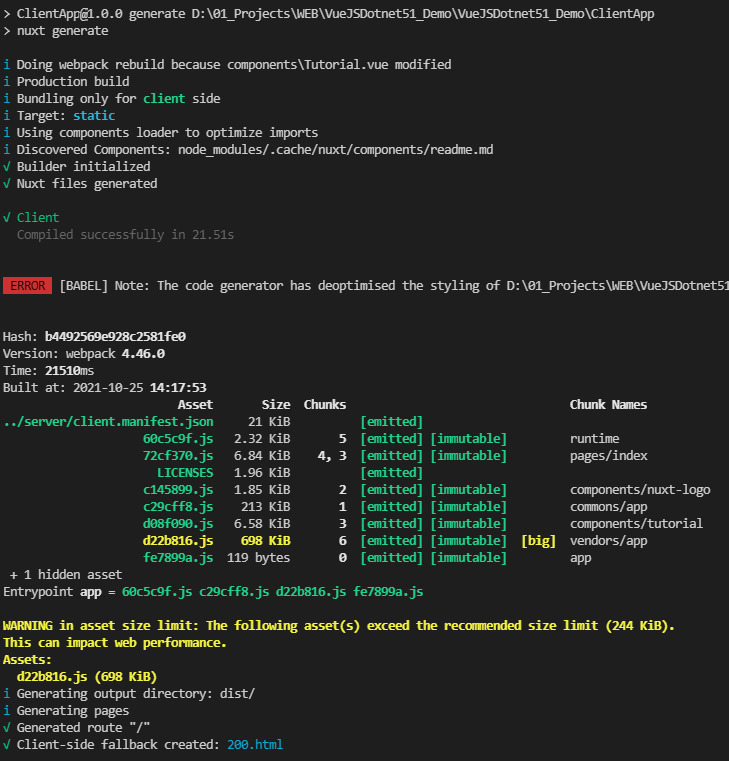 > ClientApp@1.0.0 generate D:\01_Projects\WEB\VueJSDotnet51_Demo\VueJSDotnet51_Demo\ClientApp
> nuxt generate
i Doing webpack rebuild because components\Tutorial.vue modified
i Production build
i Bundling only for client side
i Target: static
i Using components loader to optimize imports
i Discovered Components: node_modules/.cache/nuxt/components/readme.md
√ Builder initialized
√ Nuxt files generated
√ Client
Compiled successfully in 21.51s
ERROR [BABEL] Note: The code generator has deoptimised the styling of D:\01_Projects\WEB\VueJSDotnet51
Hash: b4492569e928c2581fe0
Version: webpack 4.46.0
Time: 21510ms
Built at: 2021-10-25 14:17:53
Asset Size Chunks Chunk Names
../server/client.manifest.json 21 KiB [emitted]
60c5c9f.js 2.32 KiB 5 [emitted] [immutable] runtime
72cf370.js 6.84 KiB 4, 3 [emitted] [immutable] pages/index
LICENSES 1.96 KiB [emitted]
c145899.js 1.85 KiB 2 [emitted] [immutable] components/nuxt-logo
c29cff8.js 213 KiB 1 [emitted] [immutable] commons/app
d08f090.js 6.58 KiB 3 [emitted] [immutable] components/tutorial
d22b816.js 698 KiB 6 [emitted] [immutable] [big] vendors/app
fe7899a.js 119 bytes 0 [emitted] [immutable] app
+ 1 hidden asset
Entrypoint app = 60c5c9f.js c29cff8.js d22b816.js fe7899a.js
WARNING in asset size limit: The following asset(s) exceed the recommended size limit (244 KiB).
This can impact web performance.
Assets:
d22b816.js (698 KiB)
i Generating output directory: dist/
i Generating pages
√ Generated route "/"
√ Client-side fallback created: 200.html